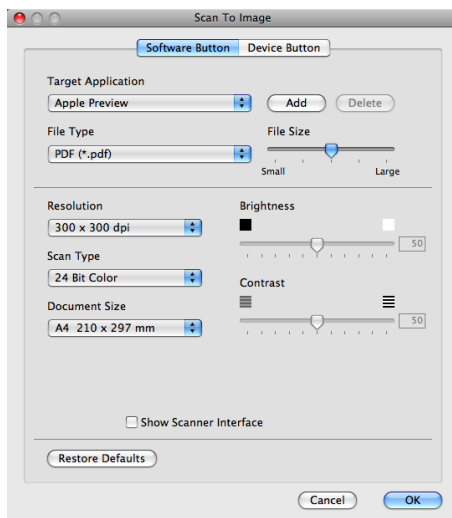 Scan To Image
Software Button Device Button
Target Application
Apple Preview Add Delete
File Type File Size
PDF (*.pdf)
Small Large
Resolution Brightness
300 x 300 dpi
50
Scan Type
24 Bit Color
Contrast
Document Size
A4 210 x 297 mm 50
Show Scanner Interface
Restore Defaults
Cancel OK